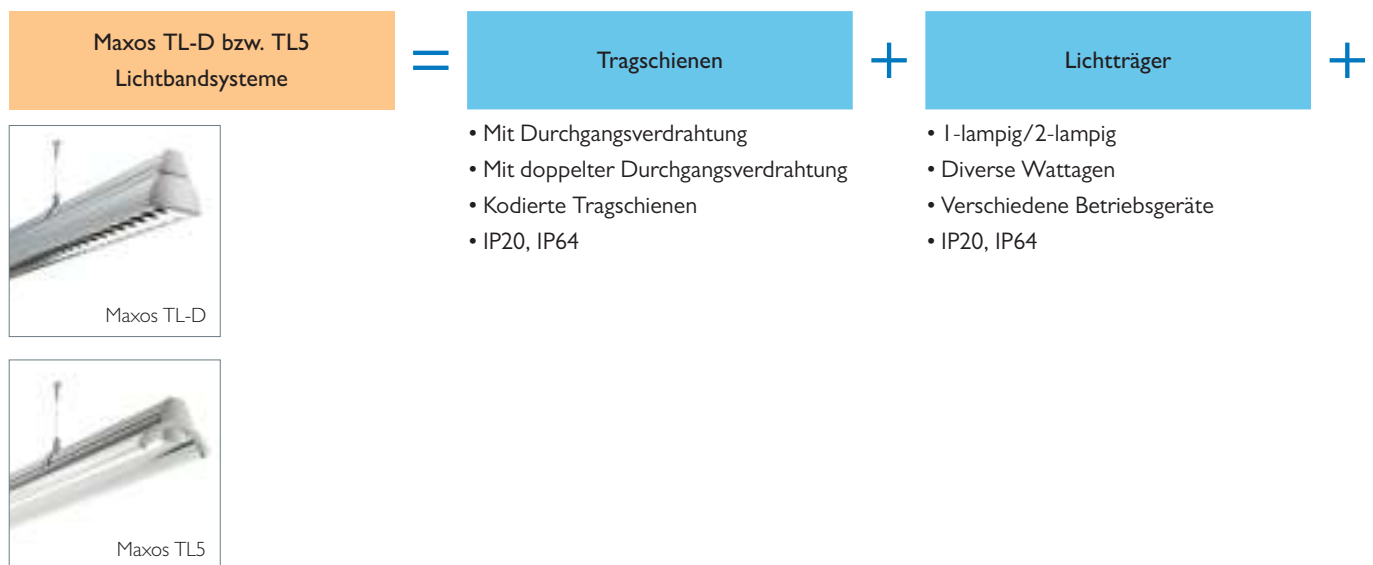 Maxos TL-D bzw. TL5
Lichtbandsysteme
=
Tragschienen
+
Lichtträger
+
• Mit Durchgangsverdrahtung
• Mit doppelter Durchgangsverdrahtung
• Kodierte Tragschienen
• IP20, IP64
• 1-lampig/2-lampig
• Diverse Wattagen
• Verschiedene Betriebsgeräte
• IP20, IP64
Maxos TL-D
Maxos TL5